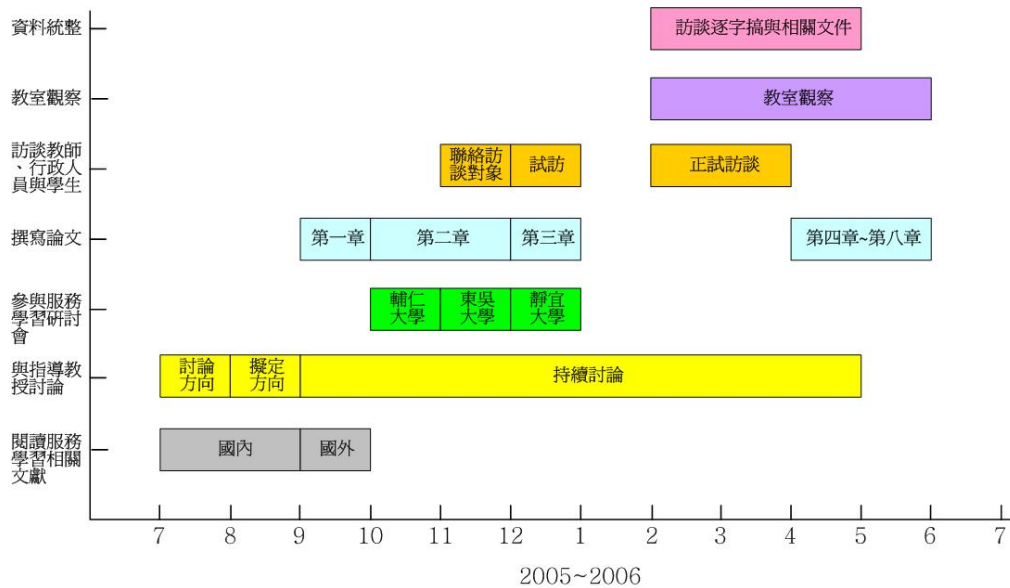 資料統整
訪談逐字搞與相關文件
教室觀察
教室觀察
訪談教師
、行政人
員與學生
聯絡訪
談對象
試訪
正試訪談
撰寫論文
第一章
第二章
第三章
第四章~第八章
參與服務
學習研討
會
輔仁
大學
東吳
大學
靜宜
大學
與指導教
授討論
討論
方向
擬定
方向
持續討論
閱讀服務
學習相關
文獻
國內
國外
7 8 9 10 11 12 1 2 3 4 5 6 7
2005~2006